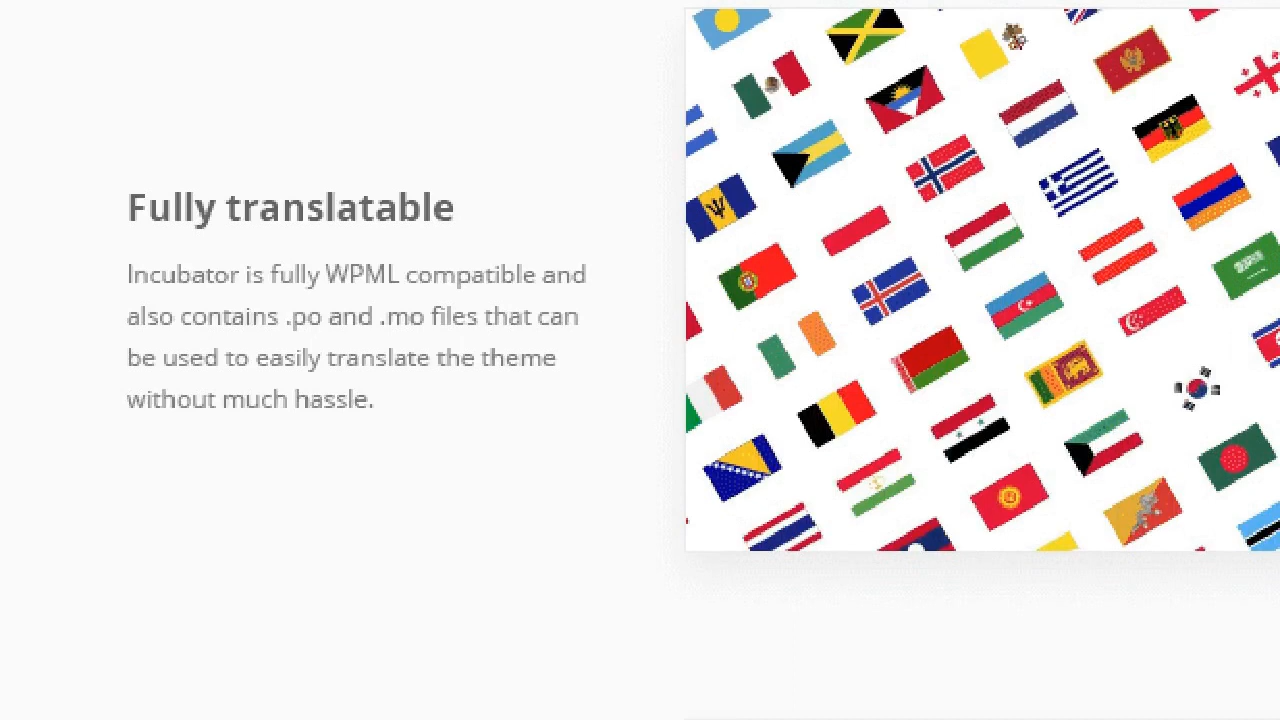 Fully translatable
Incubator is fully WPML compatible and
also contains .po and .mo files that can
be used to easily translate the theme
without much hassle.